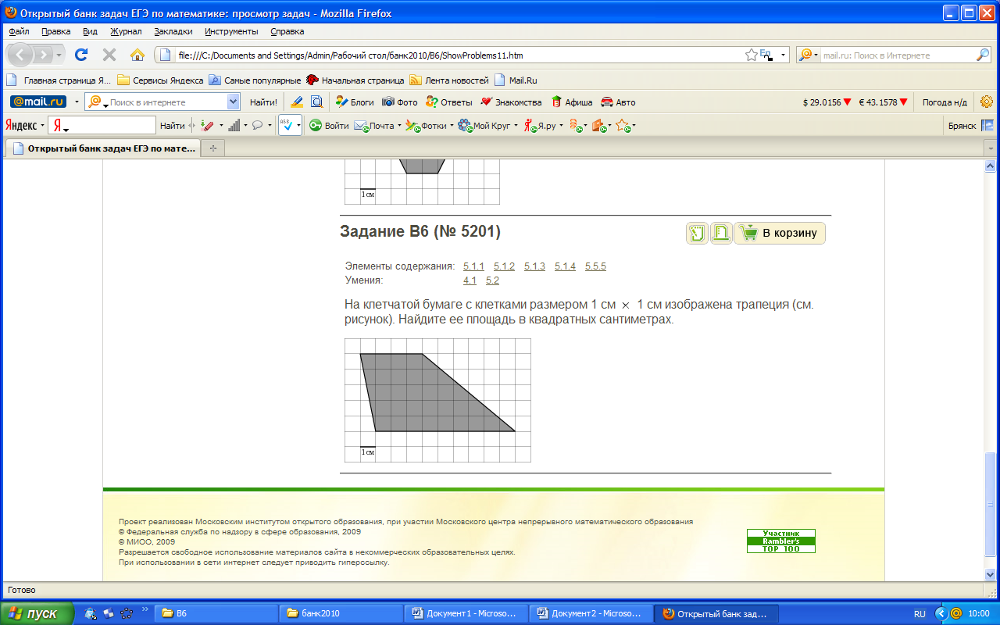 Открытый банк задач ЕГЭ по математике: просмотр задач - Mozilla Firefox
Файл Правка Вид Журнал Закладки Инструменты Справка
file:///C:/Documents and Settings/Admin/Рабочий стол/банк2010/B6/ShowProblems11.htm
mail.ru: Поиск в Интернете
Главная страница Я... Сервисы Яндекса Самые популярные Начальная страница Лента новостей Mail.Ru
@mail.ru Поиск в интернете Найти! Блоги Фото Ответы Знакомства Афиша Авто $ 29.0156 € 43.1578 Погода н/д
Яндекс Я Найти Войти Почта Фотки Мой Круг Я.ру Брянск
Открытый банк задач ЕГЭ по мате...
1 см
Задание B6 (№ 5201)
В корзину
Элементы содержания: 5.1.1 5.1.2 5.1.3 5.1.4 5.5.5
Умения: 4.1 5.2
На клетчатой бумаге с клетками размером 1 см × 1 см изображена трапеция (см.
рисунок). Найдите ее площадь в квадратных сантиметрах.
1 см
Проект реализован Московским институтом открытого образования, при участии Московского центра непрерывного математического образования
© Федеральная служба по надзору в сфере образования, 2009
© МИОО, 2009
Разрешается свободное использование материалов сайта в некоммерческих образовательных целях.
При использовании в сети интернет следует приводить гиперссылку.
Участник
Rambler's
TOP 100
Готово
пуск B6 банк2010 Документ1 - Microso... Документ2 - Microso... Открытый банк зад... RU 10:00